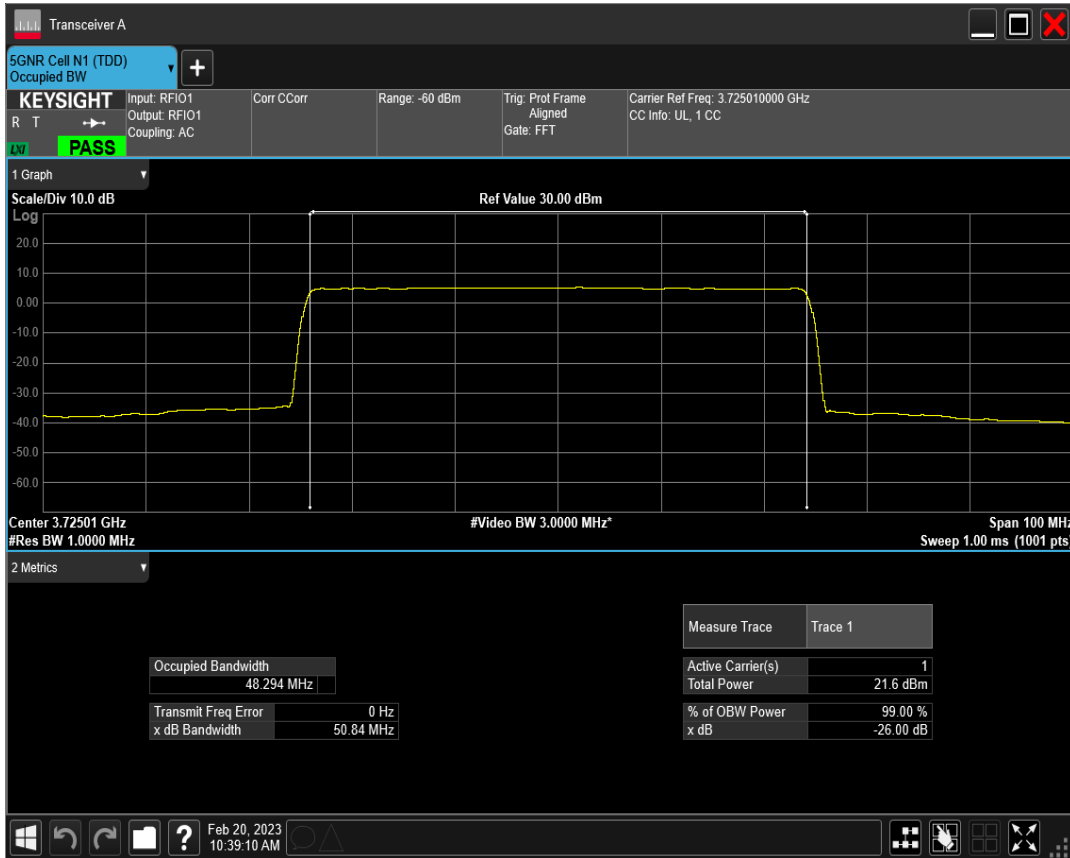 Transceiver A
5GNR Cell N1 (TDD)
Occupied BW
+
KEYSIGHT
R T
LXI
PASS
Input: RFIO1
Output: RFIO1
Coupling: AC
Corr CCorr
Range: -60 dBm
Trig: Prot Frame
Aligned
Gate: FFT
Carrier Ref Freq: 3.725010000 GHz
CC Info: UL, 1 CC
1 Graph
Scale/Div 10.0 dB
Ref Value 30.00 dBm
Log
20.0
10.0
0.00
-10.0
-20.0
-30.0
-40.0
-50.0
-60.0
Center 3.72501 GHz
#Video BW 3.0000 MHz*
Span 100 MHz
#Res BW 1.0000 MHz
Sweep 1.00 ms (1001 pts)
2 Metrics
Measure Trace Trace 1
Occupied Bandwidth
48.294 MHz
Active Carrier(s) 1
Total Power 21.6 dBm
Transmit Freq Error 0 Hz
x dB Bandwidth 50.84 MHz
% of OBW Power 99.00 %
x dB -26.00 dB
?
Feb 20, 2023
10:39:10 AM